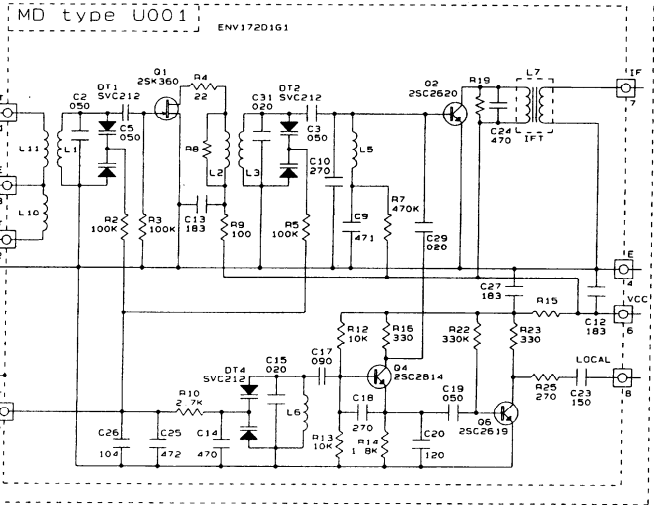 MD type U001
ENV172D1G1
Q1
2SK360
R4
22
DT1
SVC212
C2
050
C5
050
C31
020
DT2
SVC212
C3
050
Q2
2SC2620
R19
L7
IF
7
C24
470
IFT
L11
L1
R8
L2
L3
C10
270
L5
L10
R2
100K
R3
100K
C13
183
R9
100
R5
100K
C9
471
R7
470K
C29
020
E
4
C27
183
R15
VCC
6
C12
183
R12
10K
R16
330
R22
330K
R23
330
C17
090
C15
020
DT4
SVC212
Q4
2SC2814
LOCAL
8
R25
270
C23
150
R10
2.7K
L6
C18
270
C19
050
Q6
2SC2619
C26
104
C25
472
C14
470
R13
10K
R14
1.8K
C20
120